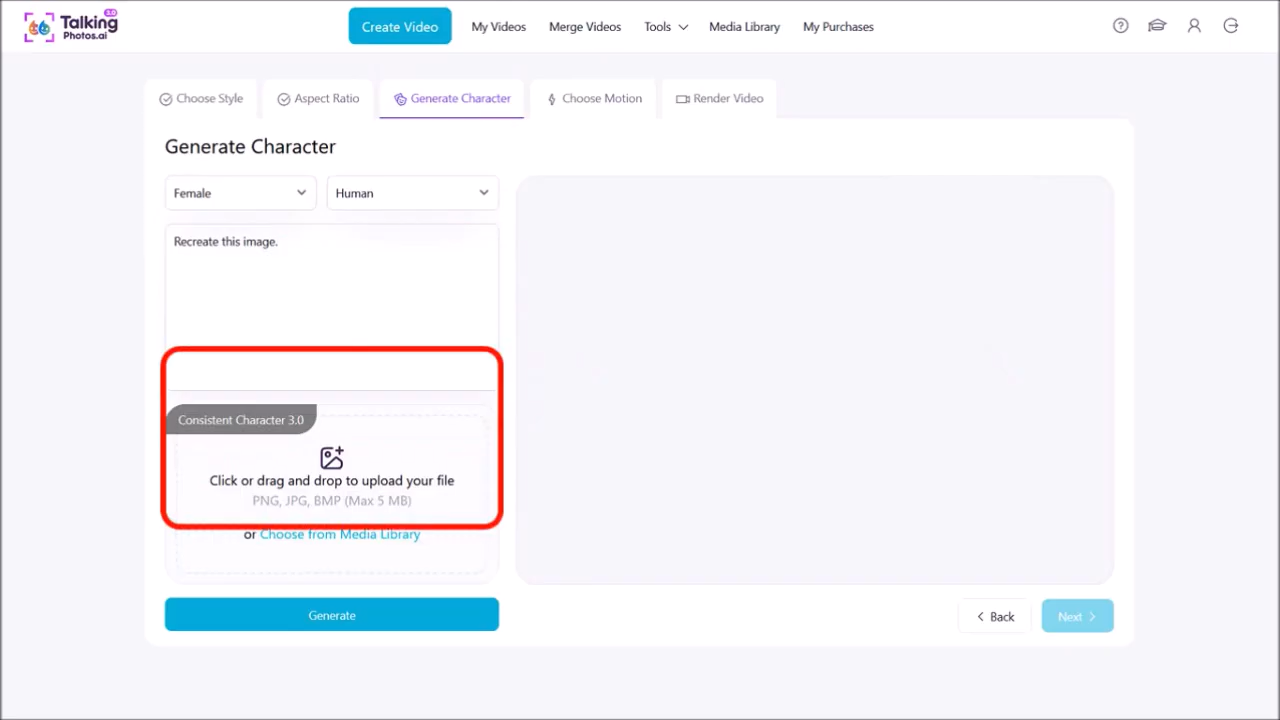 Talking 3.0
Photos.ai
Create Video
My Videos
Merge Videos
Tools
Media Library
My Purchases
Choose Style
Aspect Ratio
Generate Character
Choose Motion
Render Video
Generate Character
Female
Human
Recreate this image.
Consistent Character 3.0
Click or drag and drop to upload your file
PNG, JPG, BMP (Max 5 MB)
or Choose from Media Library
Generate
Back
Next